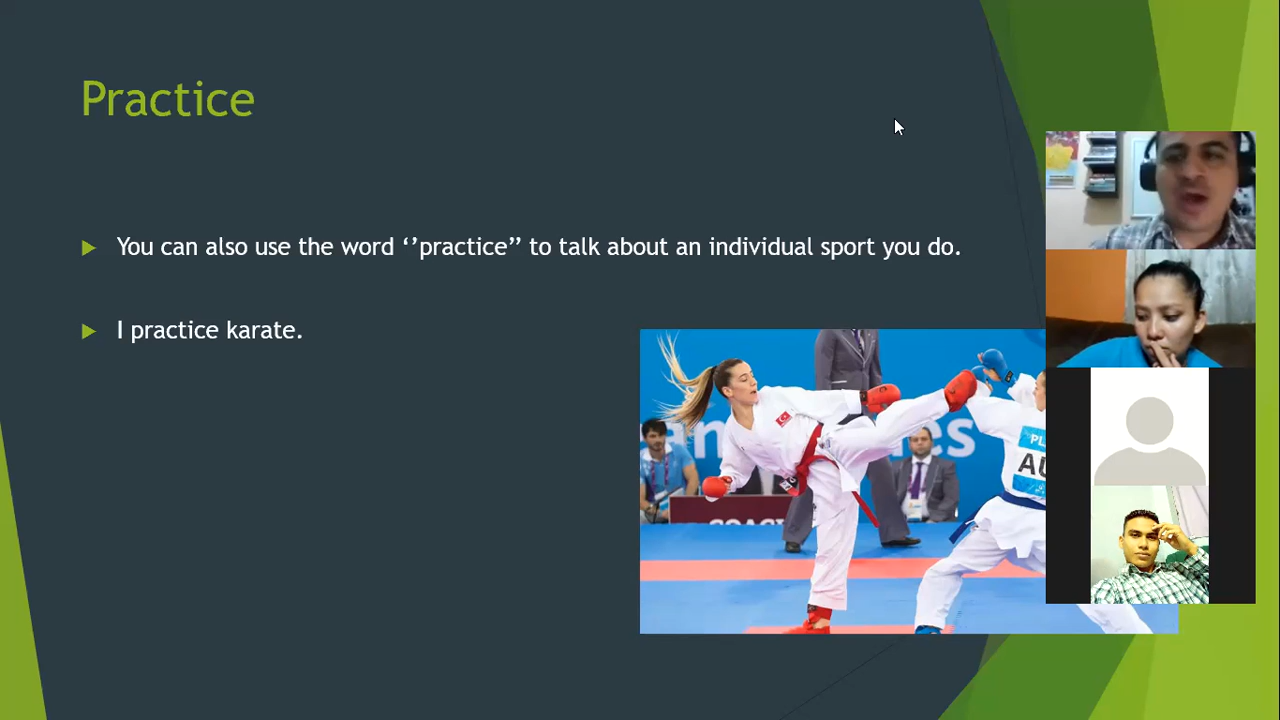 Practice
You can also use the word ‘’practice’’ to talk about an individual sport you do.
I practice karate.